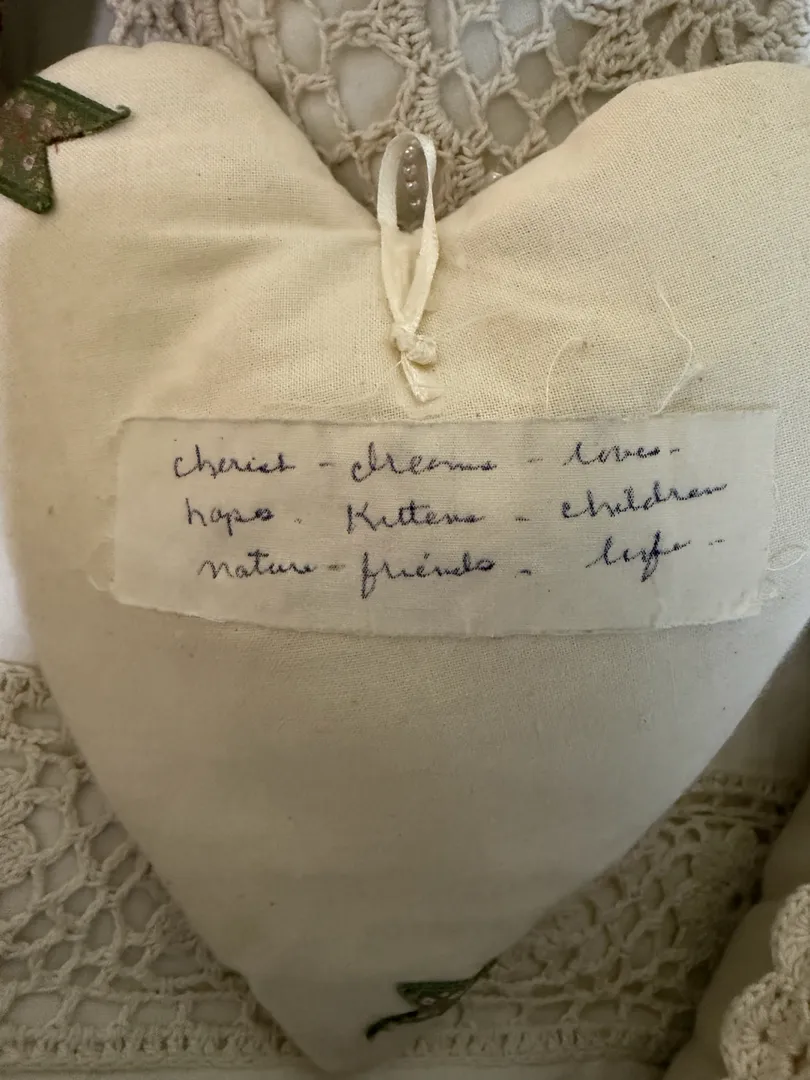 cherish - dreams - love -
hope . Kittens - children
nature - friends - life -